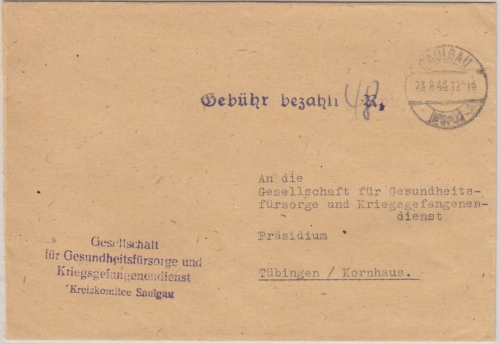 SAULGAU
Gebühr bezahlt 48 R.
An die
Gesellschaft für Gesundheits-
fürsorge und Kriegsgefangenen-
dienst
Präsidium
Tübingen / Kornhaus.
Gesellschaft
für Gesundheitsfürsorge und
Kriegsgefangenendienst
Kreiskomitee Saulgau